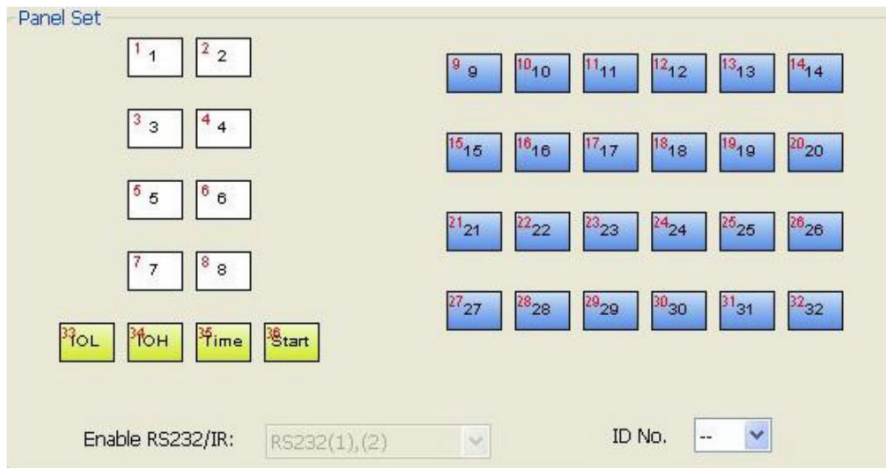 Panel Set
1 1 2 2
9 9 10 10 11 11 12 12 13 13 14 14
3 3 4 4
15 15 16 16 17 17 18 18 19 19 20 20
5 5 6 6
21 21 22 22 23 23 24 24 25 25 26 26
7 7 8 8
27 27 28 28 29 29 30 30 31 31 32 32
33 IOL 34 IOH 35 Time 36 Start
Enable RS232/IR: RS232(1),(2) ID No. --